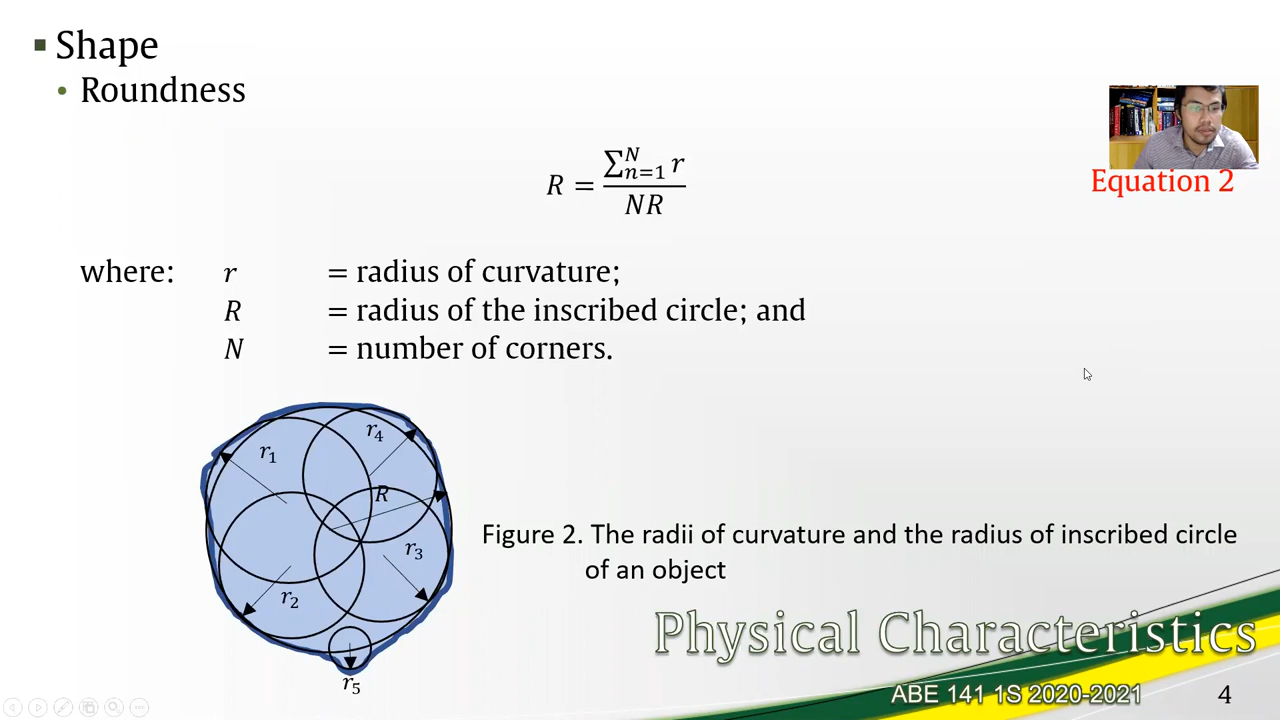 Shape
Roundness
R = \frac{\sum_{n=1}^{N} r}{NR}
Equation 2
where: r = radius of curvature;
R = radius of the inscribed circle; and
N = number of corners.
r₄
r₁
R
r₃
r₂
r₅
Figure 2. The radii of curvature and the radius of inscribed circle
of an object
Physical Characteristics
ABE 141 1S 2020-2021
4